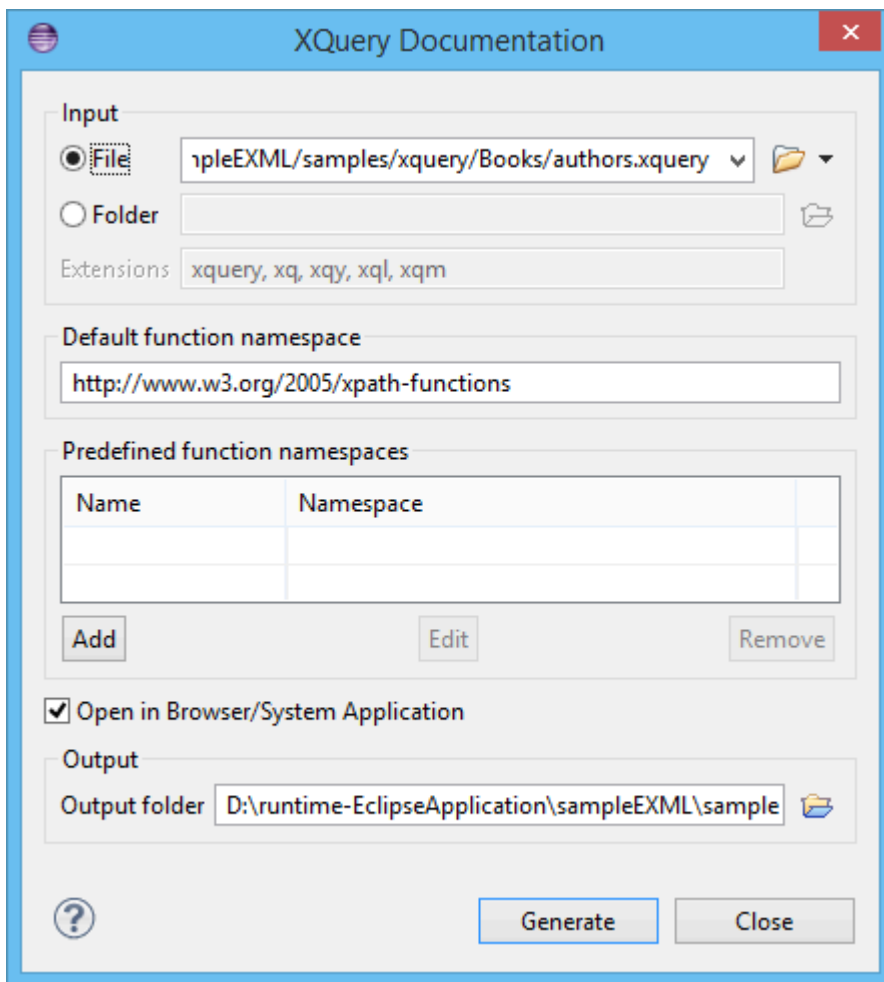 XQuery Documentation
Input
File
npleEXML/samples/xquery/Books/authors.xquery
Folder
Extensions xquery, xq, xqy, xql, xqm
Default function namespace
http://www.w3.org/2005/xpath-functions
Predefined function namespaces
Name Namespace
Add Edit Remove
Open in Browser/System Application
Output
Output folder D:\runtime-EclipseApplication\sampleEXML\sample
? Generate Close